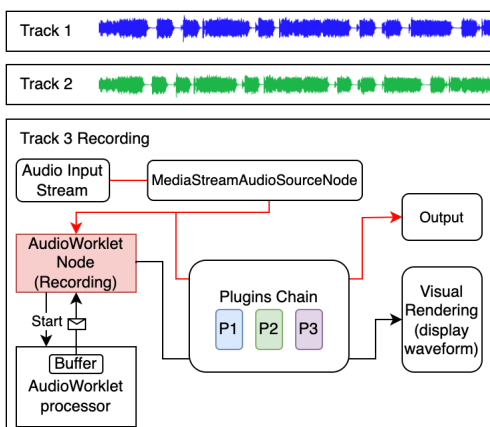 Track 1
Track 2
Track 3 Recording
Audio Input
Stream
MediaStreamAudioSourceNode
Output
AudioWorklet
Node
(Recording)
Plugins Chain
P1 P2 P3
Visual
Rendering
(display
waveform)
Start
Buffer
AudioWorklet
processor